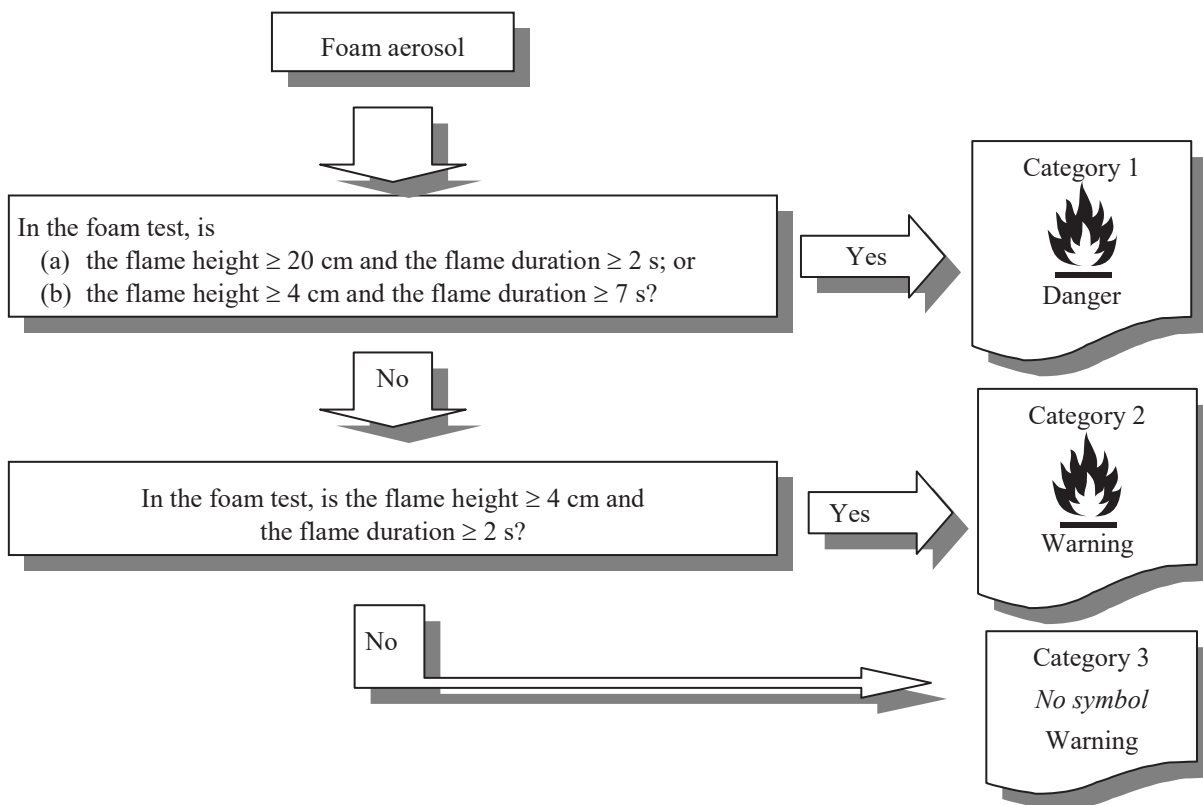 Foam aerosol
In the foam test, is
(a) the flame height ≥ 20 cm and the flame duration ≥ 2 s; or
(b) the flame height ≥ 4 cm and the flame duration ≥ 7 s?
Yes
Category 1
Danger
No
In the foam test, is the flame height ≥ 4 cm and
the flame duration ≥ 2 s?
Yes
Category 2
Warning
No
Category 3
No symbol
Warning